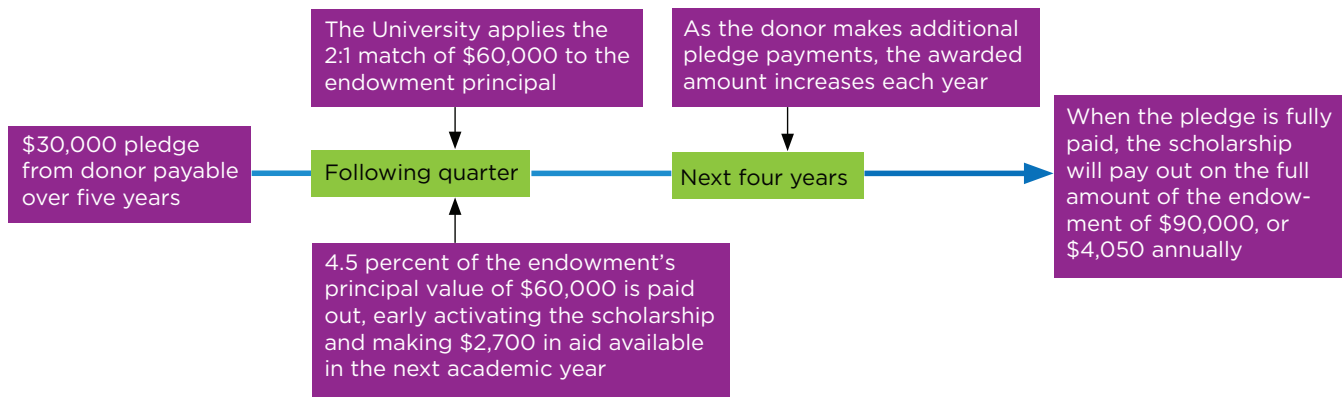 $30,000 pledge
from donor payable
over five years
The University applies the
2:1 match of $60,000 to the
endowment principal
Following quarter
4.5 percent of the endowment's
principal value of $60,000 is paid
out, early activating the scholarship
and making $2,700 in aid available
in the next academic year
As the donor makes additional
pledge payments, the awarded
amount increases each year
Next four years
When the pledge is fully
paid, the scholarship
will pay out on the full
amount of the endow-
ment of $90,000, or
$4,050 annually